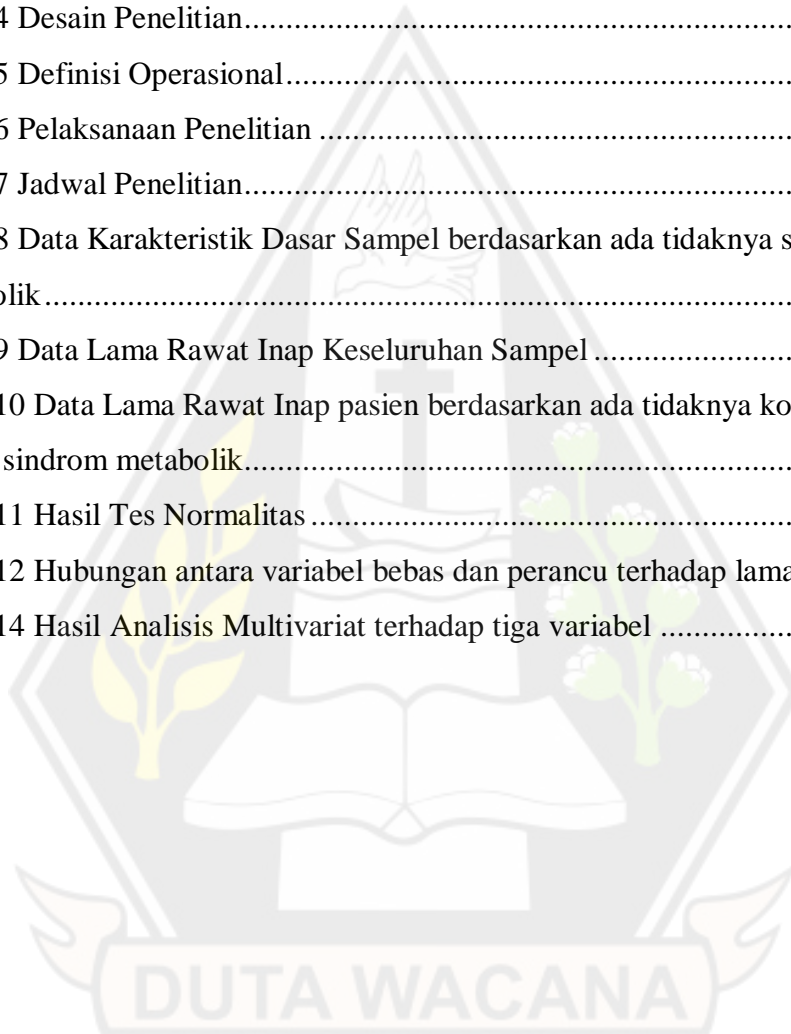 4 Desain Penelitian....................................................................
5 Definisi Operasional................................................................
6 Pelaksanaan Penelitian ............................................................
7 Jadwal Penelitian....................................................................
8 Data Karakteristik Dasar Sampel berdasarkan ada tidaknya s
olik..............................................................................................
9 Data Lama Rawat Inap Keseluruhan Sampel .........................
10 Data Lama Rawat Inap pasien berdasarkan ada tidaknya ko
sindrom metabolik.....................................................................
11 Hasil Tes Normalitas .............................................................
12 Hubungan antara variabel bebas dan perancu terhadap lama
14 Hasil Analisis Multivariat terhadap tiga variabel .................
DUTA WACANA